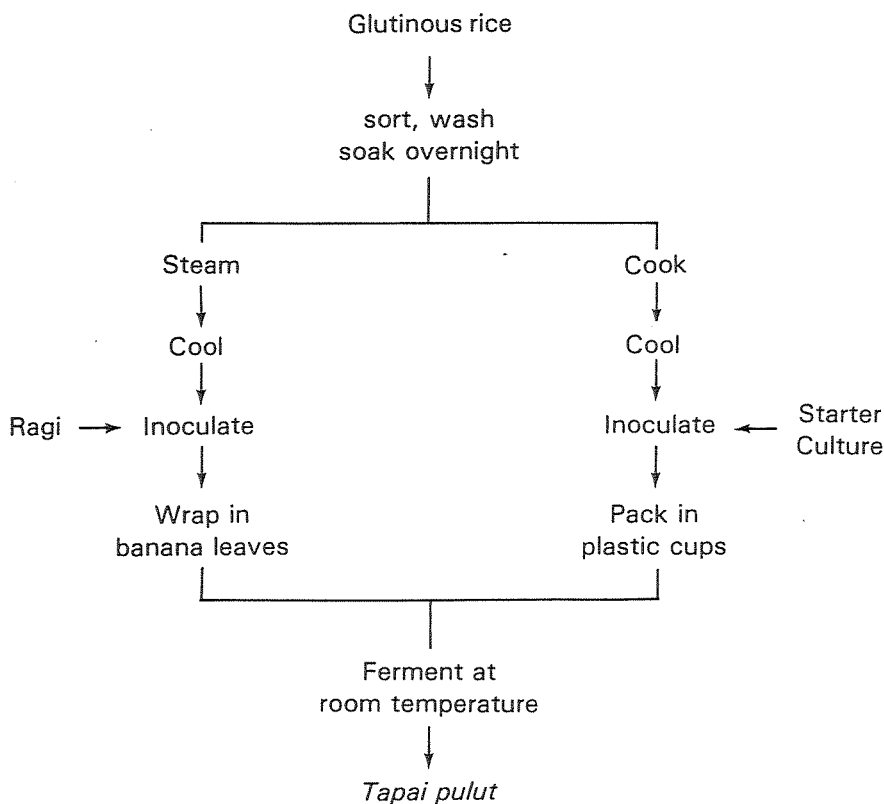 Glutinous rice
sort, wash
soak overnight
Steam
Cook
Cool
Cool
Ragi
Inoculate
Inoculate
Starter
Culture
Wrap in
banana leaves
Pack in
plastic cups
Ferment at
room temperature
Tapai pulut